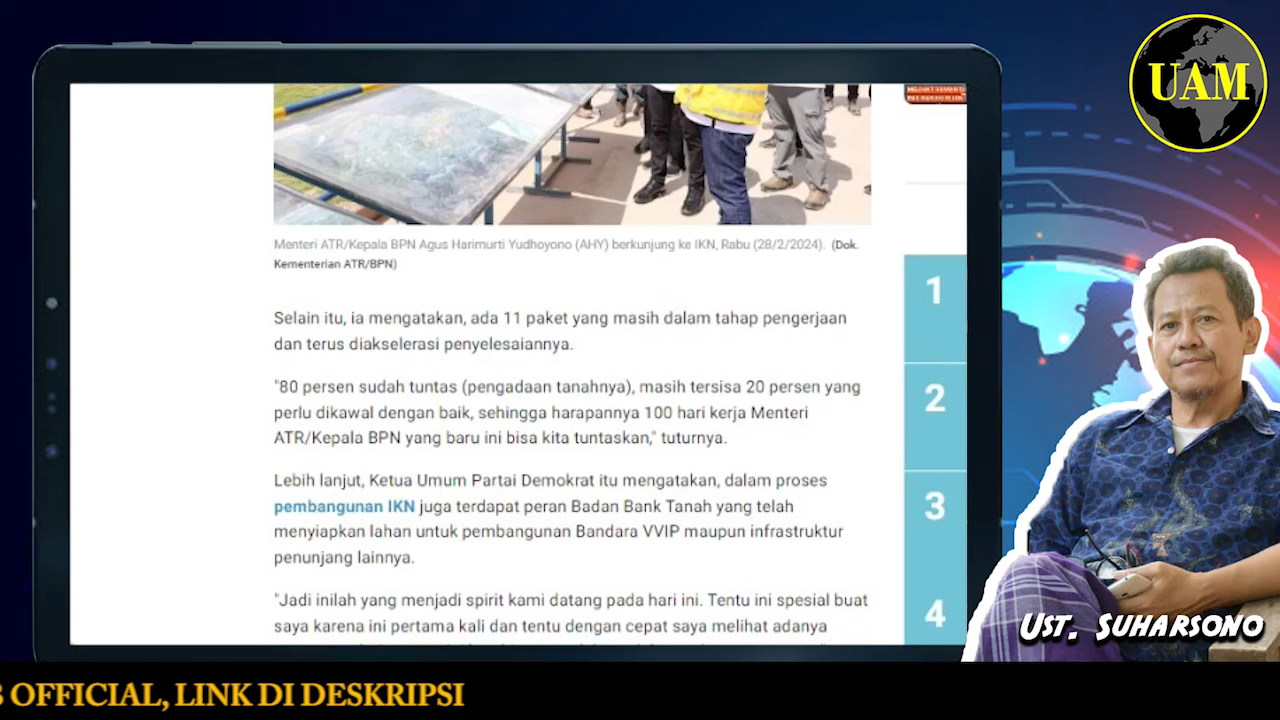 UAM
Menteri ATR/Kepala BPN Agus Harimurti Yudhoyono (AHY) berkunjung ke IKN, Rabu (28/2/2024). (Dok.
Kementerian ATR/BPN)
Selain itu, ia mengatakan, ada 11 paket yang masih dalam tahap pengerjaan
dan terus diakselerasi penyelesaiannya.
"80 persen sudah tuntas (pengadaan tanahnya), masih tersisa 20 persen yang
perlu dikawal dengan baik, sehingga harapannya 100 hari kerja Menteri
ATR/Kepala BPN yang baru ini bisa kita tuntaskan," tuturnya.
Lebih lanjut, Ketua Umum Partai Demokrat itu mengatakan, dalam proses
pembangunan IKN juga terdapat peran Badan Bank Tanah yang telah
menyiapkan lahan untuk pembangunan Bandara VVIP maupun infrastruktur
penunjang lainnya.
"Jadi inilah yang menjadi spirit kami datang pada hari ini. Tentu ini spesial buat
saya karena ini pertama kali dan tentu dengan cepat saya melihat adanya
1
2
3
4
UST. SUHARSONO
OFFICIAL, LINK DI DESKRIPSI